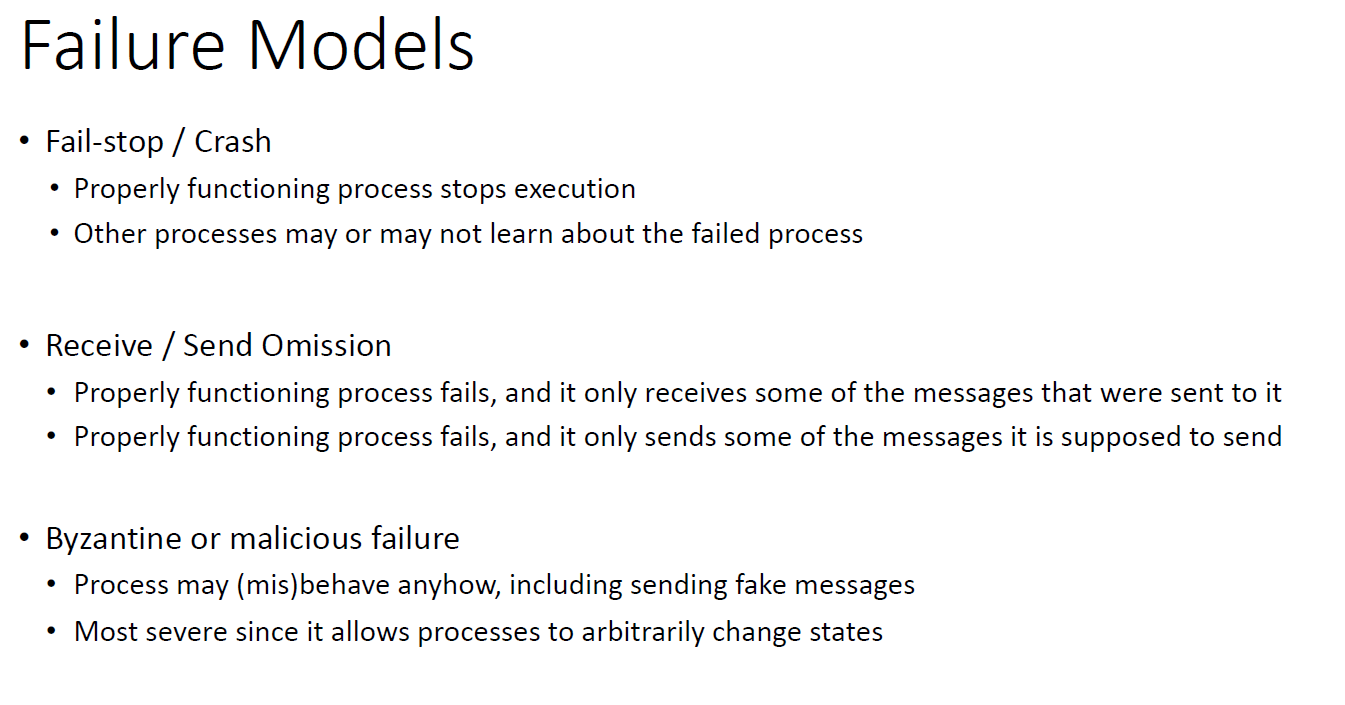 Failure Models
• Fail-stop / Crash
• Properly functioning process stops execution
• Other processes may or may not learn about the failed process
• Receive / Send Omission
• Properly functioning process fails, and it only receives some of the messages that were sent to it
• Properly functioning process fails, and it only sends some of the messages it is supposed to send
• Byzantine or malicious failure
• Process may (mis)behave anyhow, including sending fake messages
• Most severe since it allows processes to arbitrarily change states